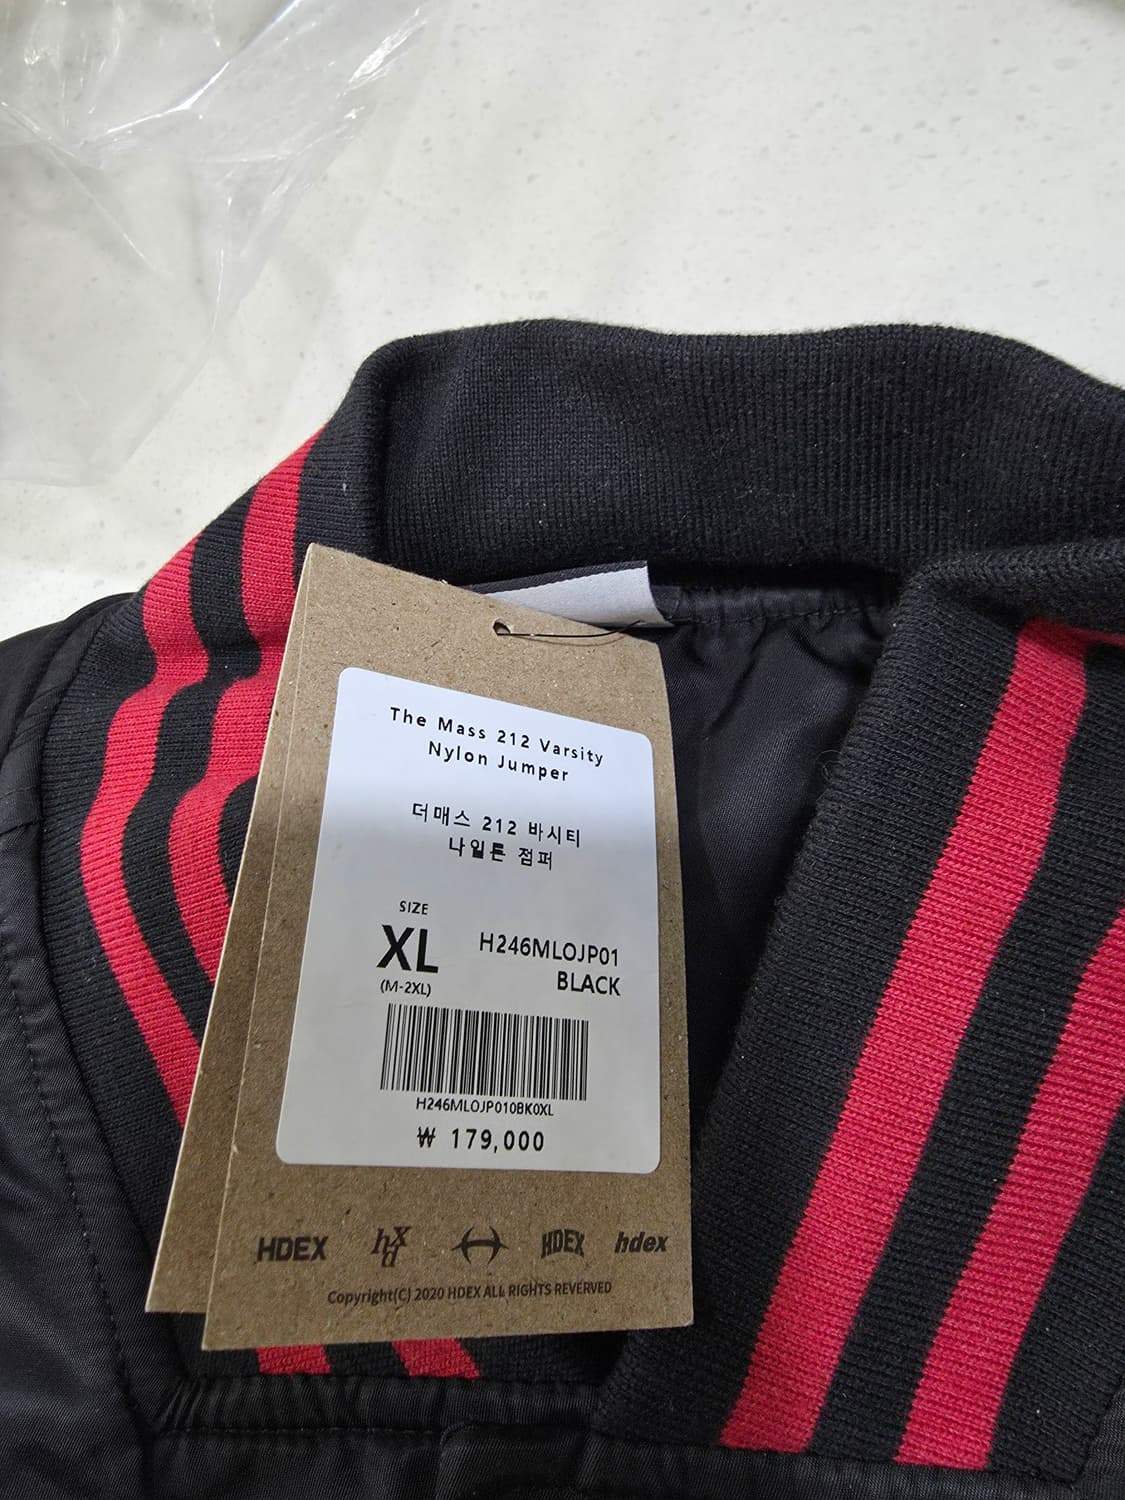 The Mass 212 Varsity
Nylon Jumper
더매스 212 바시티
나일론 점퍼
SIZE
XL
(M-2XL)
H246MLOJP01
BLACK
H246MLOJP010BK0XL
₩ 179,000
HDEX
hxd
HDEX
hdex
Copyright(C) 2020 HDEX ALL RIGHTS REVERVED